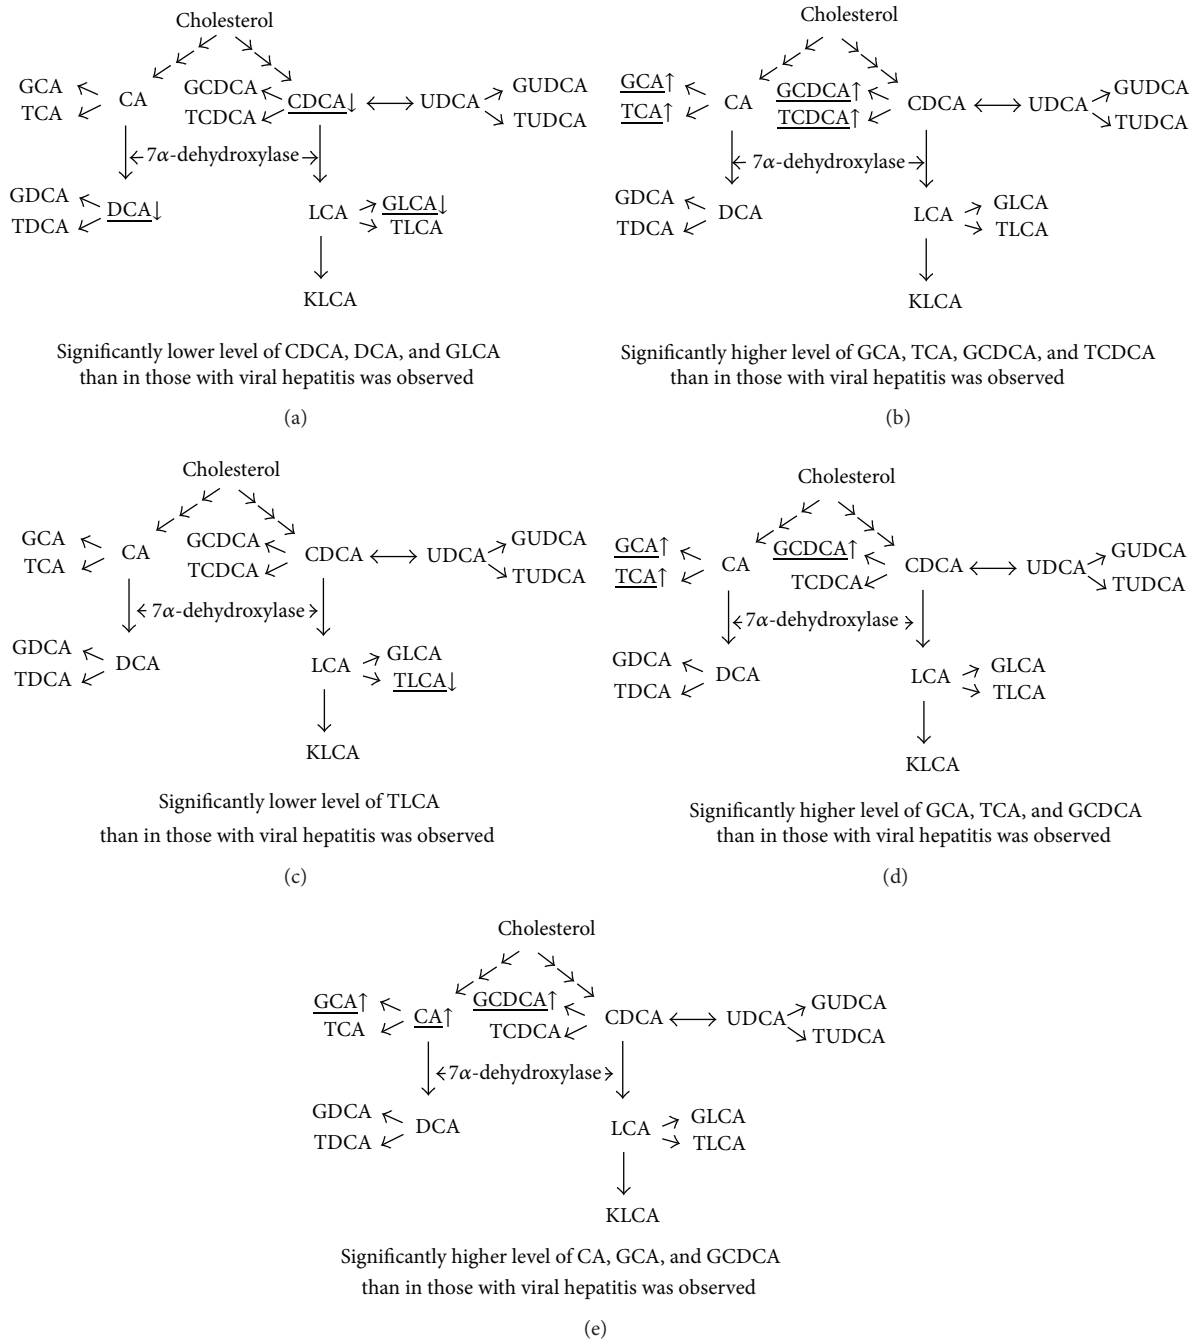 Cholesterol
GCA
TCA
CA
GCDCA
TCDCA
CDCA↓
UDCA
GUDCA
TUDCA
7α-dehydroxylase
GDCA
TDCA
DCA↓
LCA
GLCA↓
TLCA
KLCA
Significantly lower level of CDCA, DCA, and GLCA
than in those with viral hepatitis was observed
(a)
Cholesterol
GCA↑
TCA↑
CA
GCDCA↑
TCDCA↑
CDCA
UDCA
GUDCA
TUDCA
7α-dehydroxylase
GDCA
TDCA
DCA
LCA
GLCA
TLCA
KLCA
Significantly higher level of GCA, TCA, GCDCA, and TCDCA
than in those with viral hepatitis was observed
(b)
Cholesterol
GCA
TCA
CA
GCDCA
TCDCA
CDCA
UDCA
GUDCA
TUDCA
7α-dehydroxylase
GDCA
TDCA
DCA
LCA
GLCA
TLCA↓
KLCA
Significantly lower level of TLCA
than in those with viral hepatitis was observed
(c)
Cholesterol
GCA↑
TCA↑
CA
GCDCA↑
TCDCA
CDCA
UDCA
GUDCA
TUDCA
7α-dehydroxylase
GDCA
TDCA
DCA
LCA
GLCA
TLCA
KLCA
Significantly higher level of GCA, TCA, and GCDCA
than in those with viral hepatitis was observed
(d)
Cholesterol
GCA↑
TCA
CA↑
GCDCA↑
TCDCA
CDCA
UDCA
GUDCA
TUDCA
7α-dehydroxylase
GDCA
TDCA
DCA
LCA
GLCA
TLCA
KLCA
Significantly higher level of CA, GCA, and GCDCA
than in those with viral hepatitis was observed
(e)